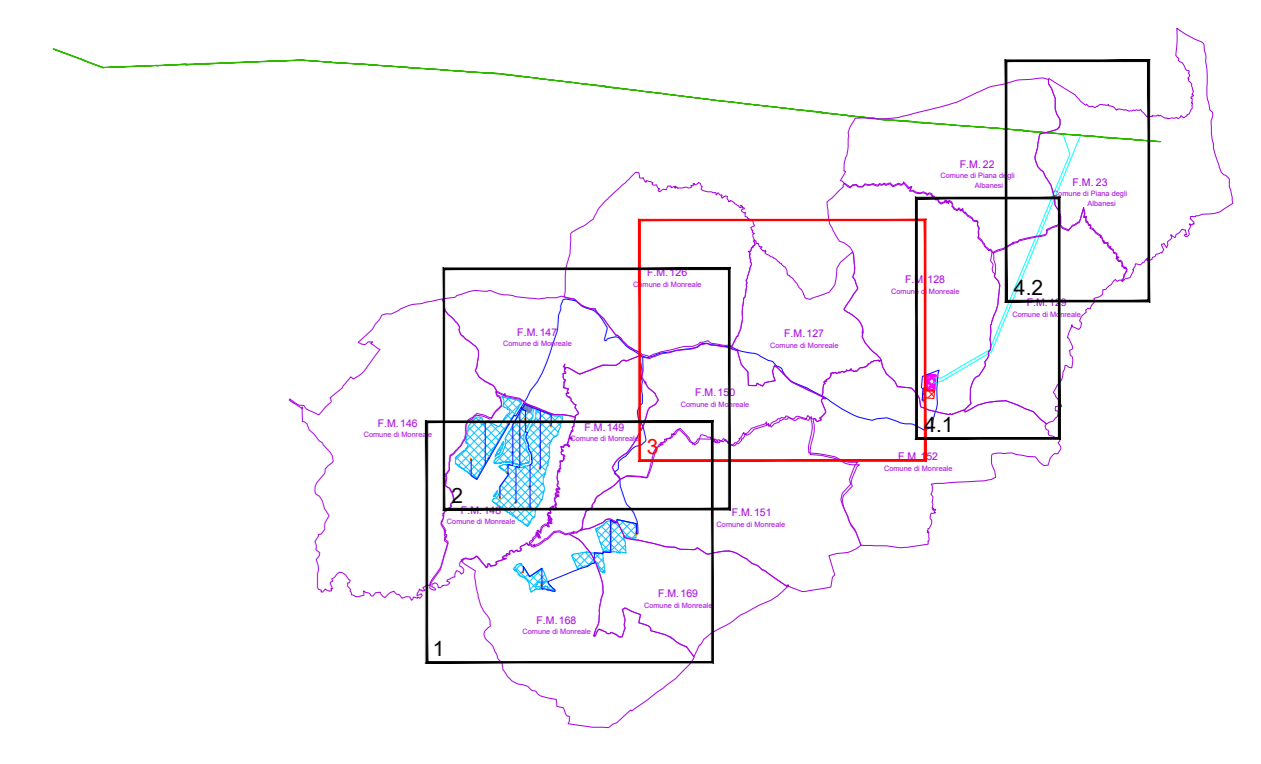 F.M. 22
Comune di Piana degli
Albanesi
F.M. 23
Comune di Piana degli
Albanesi
F.M. 126
Comune di Monreale
F.M. 128
Comune di Monreale
4.2
F.M. 129
Comune di Monreale
F.M. 147
Comune di Monreale
F.M. 127
Comune di Monreale
F.M. 150
Comune di Monreale
F.M. 146
Comune di Monreale
F.M. 149
Comune di Monreale
4.1
3
F.M. 152
Comune di Monreale
2
F.M. 148
Comune di Monreale
F.M. 151
Comune di Monreale
F.M. 169
Comune di Monreale
F.M. 168
Comune di Monreale
1